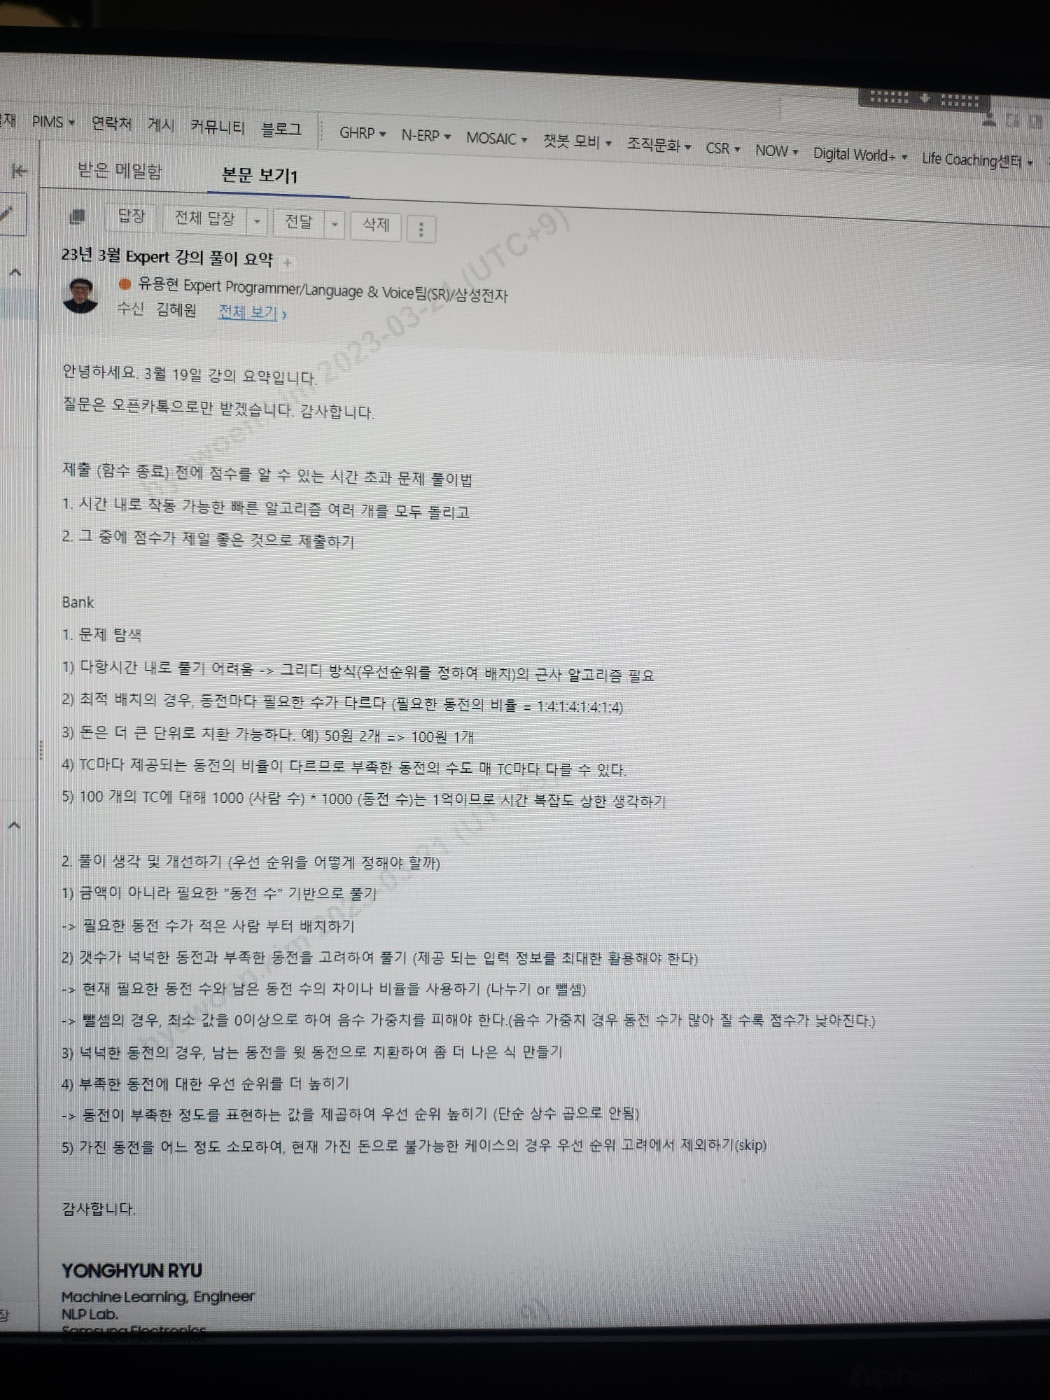 PIMS 연락처 게시 커뮤니티 블로그 GHRP N-ERP MOSAIC 챗봇 모비 조직문화 CSR NOW Digital World+ Life Coaching센터
받은 메일함 본문 보기1
답장 전체 답장 전달 삭제
23년 3월 Expert 강의 풀이 요약 +
유용현 Expert Programmer/Language & Voice팀(SR)/삼성전자
수신 김혜원 전체 보기 >
안녕하세요. 3월 19일 강의 요약입니다.
질문은 오픈카톡으로만 받겠습니다. 감사합니다.
제출 (함수 종료) 전에 점수를 알 수 있는 시간 초과 문제 풀이법
1. 시간 내로 작동 가능한 빠른 알고리즘 여러 개를 모두 돌리고
2. 그 중에 점수가 제일 좋은 것으로 제출하기
Bank
1. 문제 탐색
1) 다항시간 내로 풀기 어려움 -> 그리디 방식(우선순위를 정하여 배치)의 근사 알고리즘 필요
2) 최적 배치의 경우, 동전마다 필요한 수가 다르다 (필요한 동전의 비율 = 1:4:1:4:1:4:1:4)
3) 돈은 더 큰 단위로 치환 가능하다. 예) 50원 2개 => 100원 1개
4) TC마다 제공되는 동전의 비율이 다르므로 부족한 동전의 수도 매 TC마다 다를 수 있다.
5) 100 개의 TC에 대해 1000 (사람 수) * 1000 (동전 수)는 1억이므로 시간 복잡도 상한 생각하기
2. 풀이 생각 및 개선하기 (우선 순위을 어떻게 정해야 할까)
1) 금액이 아니라 필요한 "동전 수" 기반으로 풀기
-> 필요한 동전 수가 적은 사람 부터 배치하기
2) 갯수가 넉넉한 동전과 부족한 동전을 고려하여 풀기 (제공 되는 입력 정보를 최대한 활용해야 한다)
-> 현재 필요한 동전 수와 남은 동전 수의 차이나 비율을 사용하기 (나누기 or 뺄셈)
-> 뺄셈의 경우, 최소 값을 0이상으로 하여 음수 가중치를 피해야 한다.(음수 가중치 경우 동전 수가 많아 질 수록 점수가 낮아진다.)
3) 넉넉한 동전의 경우, 남는 동전을 윗 동전으로 치환하여 좀 더 나은 식 만들기
4) 부족한 동전에 대한 우선 순위를 더 높히기
-> 동전이 부족한 정도를 표현하는 값을 제곱하여 우선 순위 높히기 (단순 상수 곱으로 안됨)
5) 가진 동전을 어느 정도 소모하여, 현재 가진 돈으로 불가능한 케이스의 경우 우선 순위 고려에서 제외하기(skip)
감사합니다.
YONGHYUN RYU
Machine Learning, Engineer
NLP Lab.
Samsung Electronics